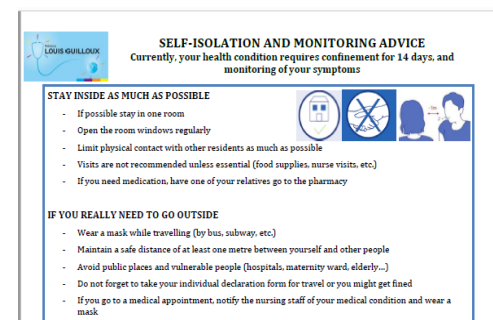 LOUIS GUILLOUX
SELF-ISOLATION AND MONITORING ADVICE
Currently, your health condition requires confinement for 14 days, and
monitoring of your symptoms
STAY INSIDE AS MUCH AS POSSIBLE
- If possible stay in one room
- Open the room windows regularly
- Limit physical contact with other residents as much as possible
- Visits are not recommended unless essential (food supplies, nurse visits, etc.)
- If you need medication, have one of your relatives go to the pharmacy
IF YOU REALLY NEED TO GO OUTSIDE
- Wear a mask while travelling (by bus, subway, etc.)
- Maintain a safe distance of at least one metre between yourself and other people
- Avoid public places and vulnerable people (hospitals, maternity ward, elderly...)
- Do not forget to take your individual declaration form for travel or you might get fined
- If you go to a medical appointment, notify the nursing staff of your medical condition and wear a
mask